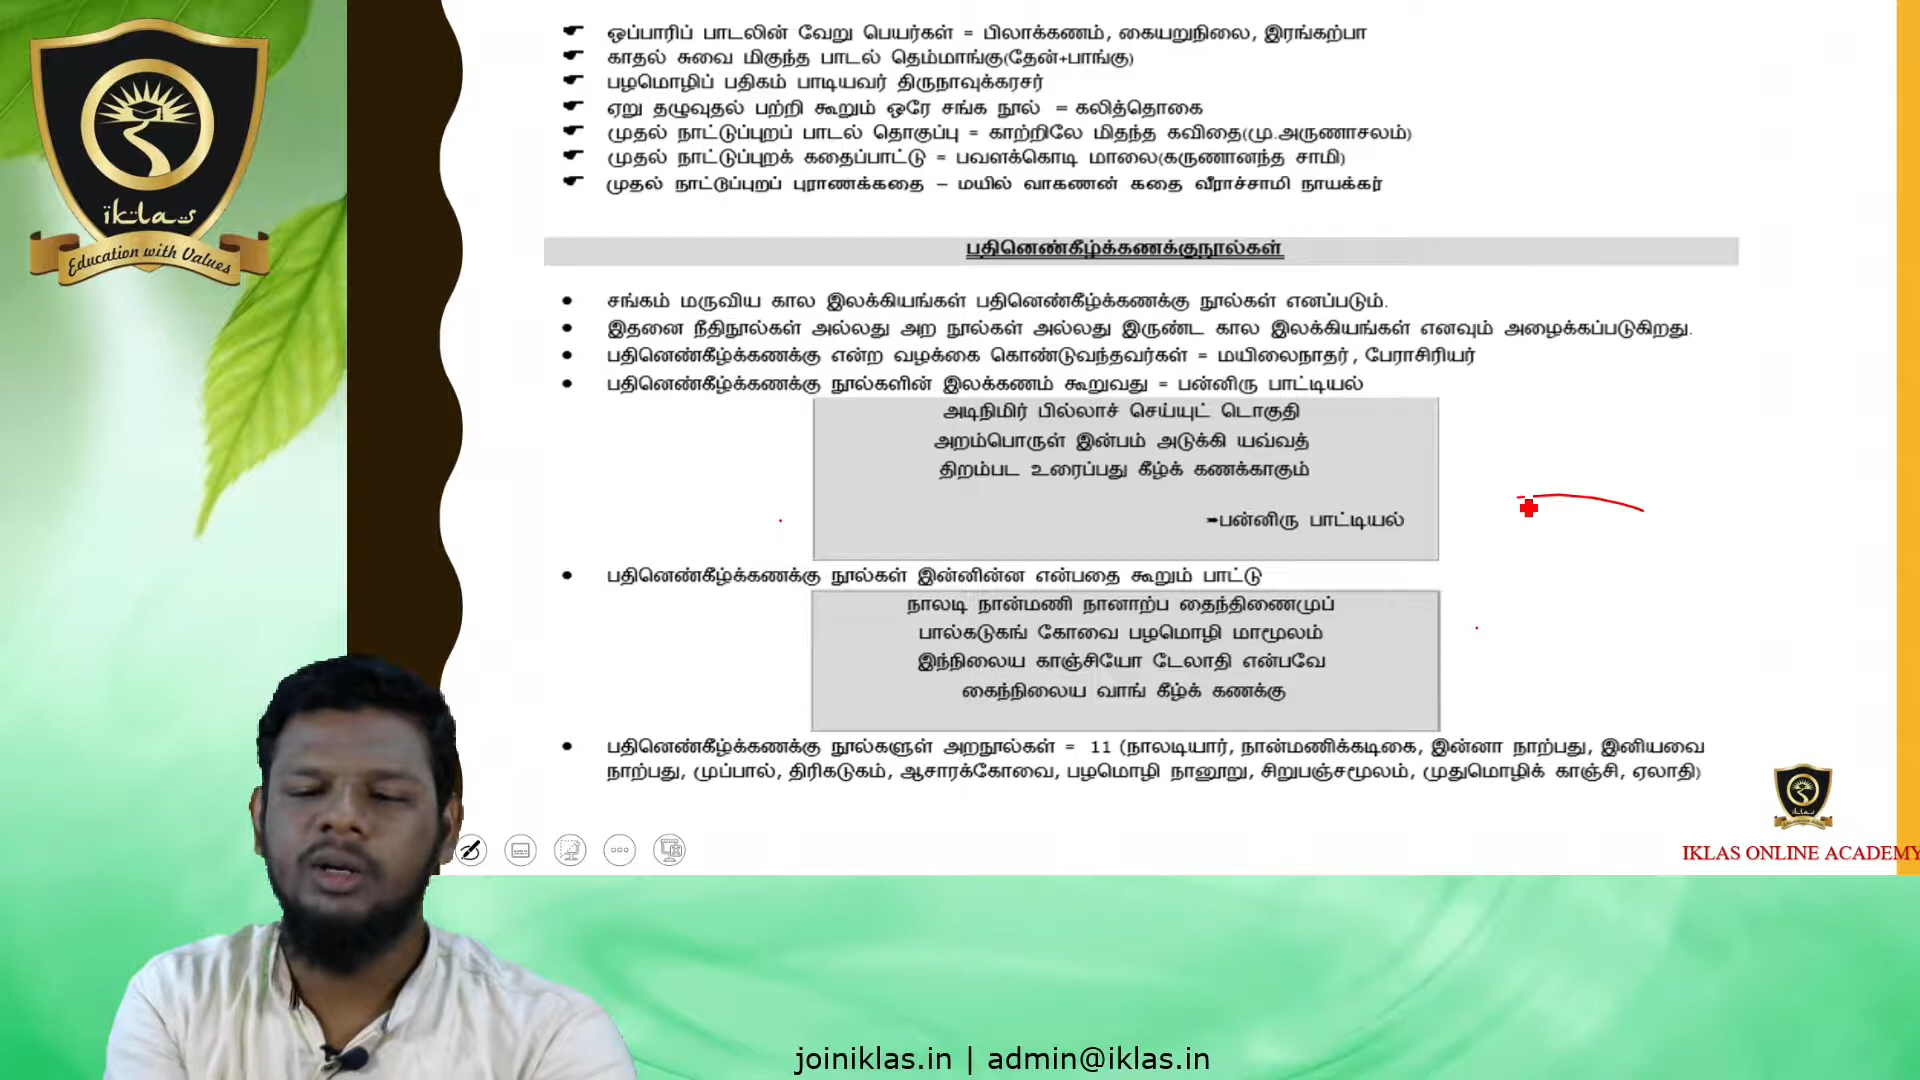 iklas
Education with Values
ஒப்பாரிப் பாடலின் வேறு பெயர்கள் = பிலாக்கணம், கையறுநிலை, இரங்கற்பா
காதல் சுவை மிகுந்த பாடல் தெம்மாங்கு(தேன்+பாங்கு)
பழமொழிப் பதிகம் பாடியவர் திருநாவுக்கரசர்
ஏறு தழுவுதல் பற்றி கூறும் ஒரே சங்க நூல் = கலித்தொகை
முதல் நாட்டுப்புறப் பாடல் தொகுப்பு = காற்றிலே மிதந்த கவிதை(மு.அருணாசலம்)
முதல் நாட்டுப்புறக் கதைப்பாட்டு = பவளக்கொடி மாலை(கருணானந்த சாமி)
முதல் நாட்டுப்புறப் புராணக்கதை – மயில் வாகணன் கதை வீராச்சாமி நாயக்கர்
பதினெண்கீழ்க்கணக்குநூல்கள்
• சங்கம் மருவிய கால இலக்கியங்கள் பதினெண்கீழ்க்கணக்கு நூல்கள் எனப்படும்.
• இதனை நீதிநூல்கள் அல்லது அற நூல்கள் அல்லது இருண்ட கால இலக்கியங்கள் எனவும் அழைக்கப்படுகிறது.
• பதினெண்கீழ்க்கணக்கு என்ற வழக்கை கொண்டுவந்தவர்கள் = மயிலைநாதர், பேராசிரியர்
• பதினெண்கீழ்க்கணக்கு நூல்களின் இலக்கணம் கூறுவது = பன்னிரு பாட்டியல்
அடிநிமிர் பில்லாச் செய்யுட் டொகுதி
அறம்பொருள் இன்பம் அடுக்கி யவ்வத்
திறம்பட உரைப்பது கீழ்க் கணக்காகும்
➨பன்னிரு பாட்டியல்
• பதினெண்கீழ்க்கணக்கு நூல்கள் இன்னின்ன என்பதை கூறும் பாட்டு
நாலடி நான்மணி நானாற்ப தைந்திணைமுப்
பால்கடுகங் கோவை பழமொழி மாமூலம்
இந்நிலைய காஞ்சியோ டேலாதி என்பவே
கைந்நிலைய வாங் கீழ்க் கணக்கு
• பதினெண்கீழ்க்கணக்கு நூல்களுள் அறநூல்கள் = 11 (நாலடியார், நான்மணிக்கடிகை, இன்னா நாற்பது, இனியவை
நாற்பது, முப்பால், திரிகடுகம், ஆசாரக்கோவை, பழமொழி நானூறு, சிறுபஞ்சமூலம், முதுமொழிக் காஞ்சி, ஏலாதி)
IKLAS ONLINE ACADEMY
joiniklas.in | admin@iklas.in